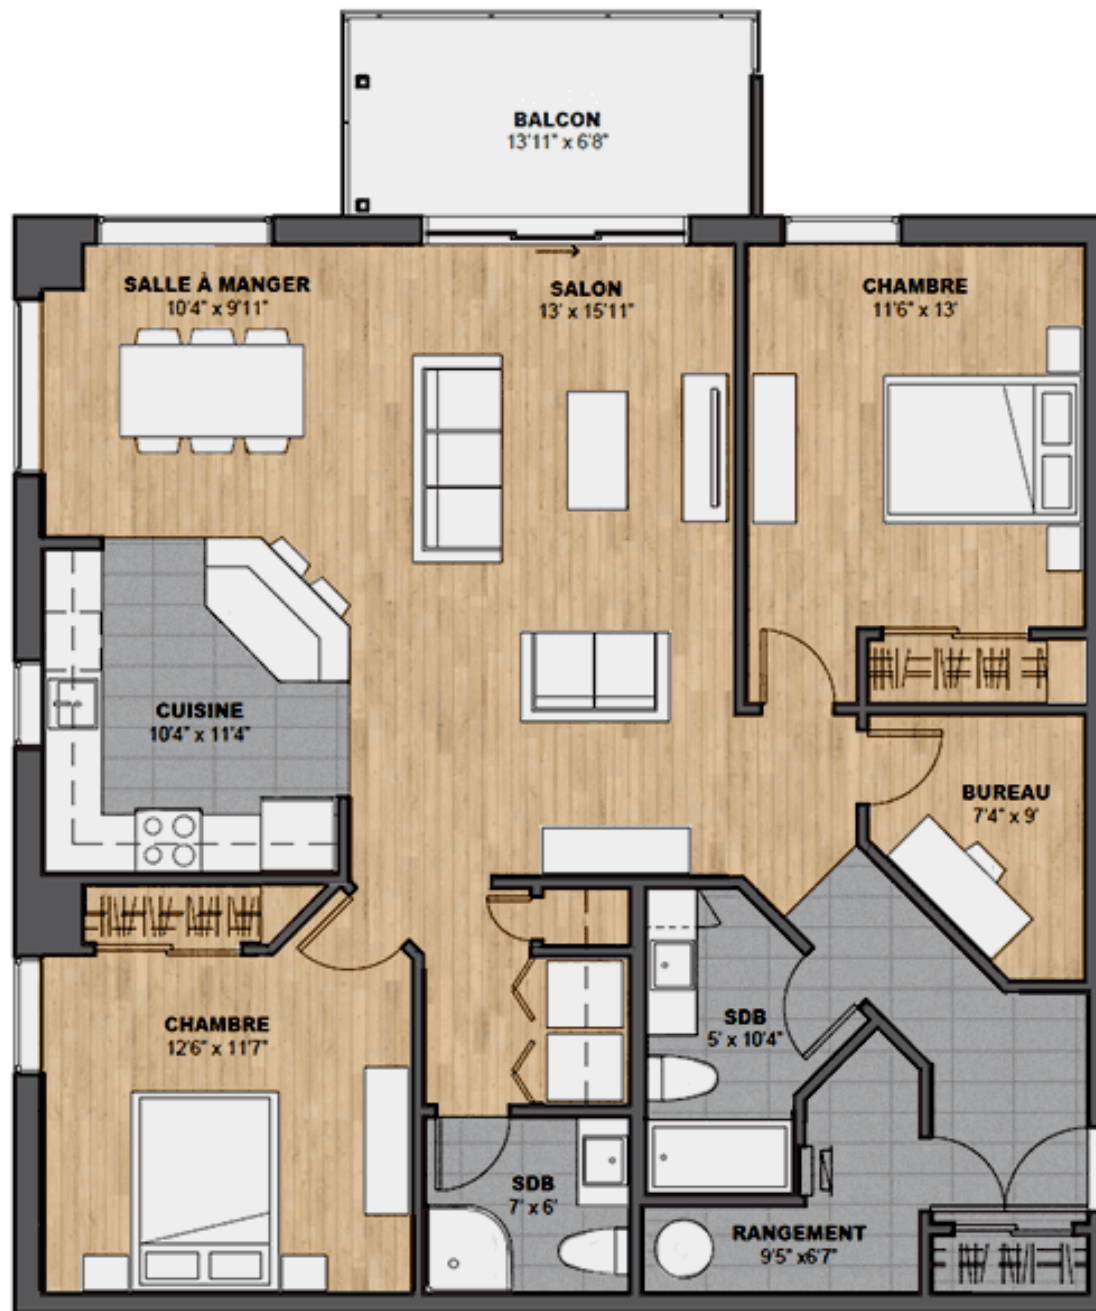 BALCON
13'11" x 6'8"
SALLE À MANGER
10'4" x 9'11"
SALON
13' x 15'11"
CHAMBRE
11'6" x 13'
CUISINE
10'4" x 11'4"
BUREAU
7'4" x 9'
CHAMBRE
12'6" x 11'7"
SDB
5' x 10'4"
SDB
7' x 6'
RANGEMENT
9'5" x6'7"